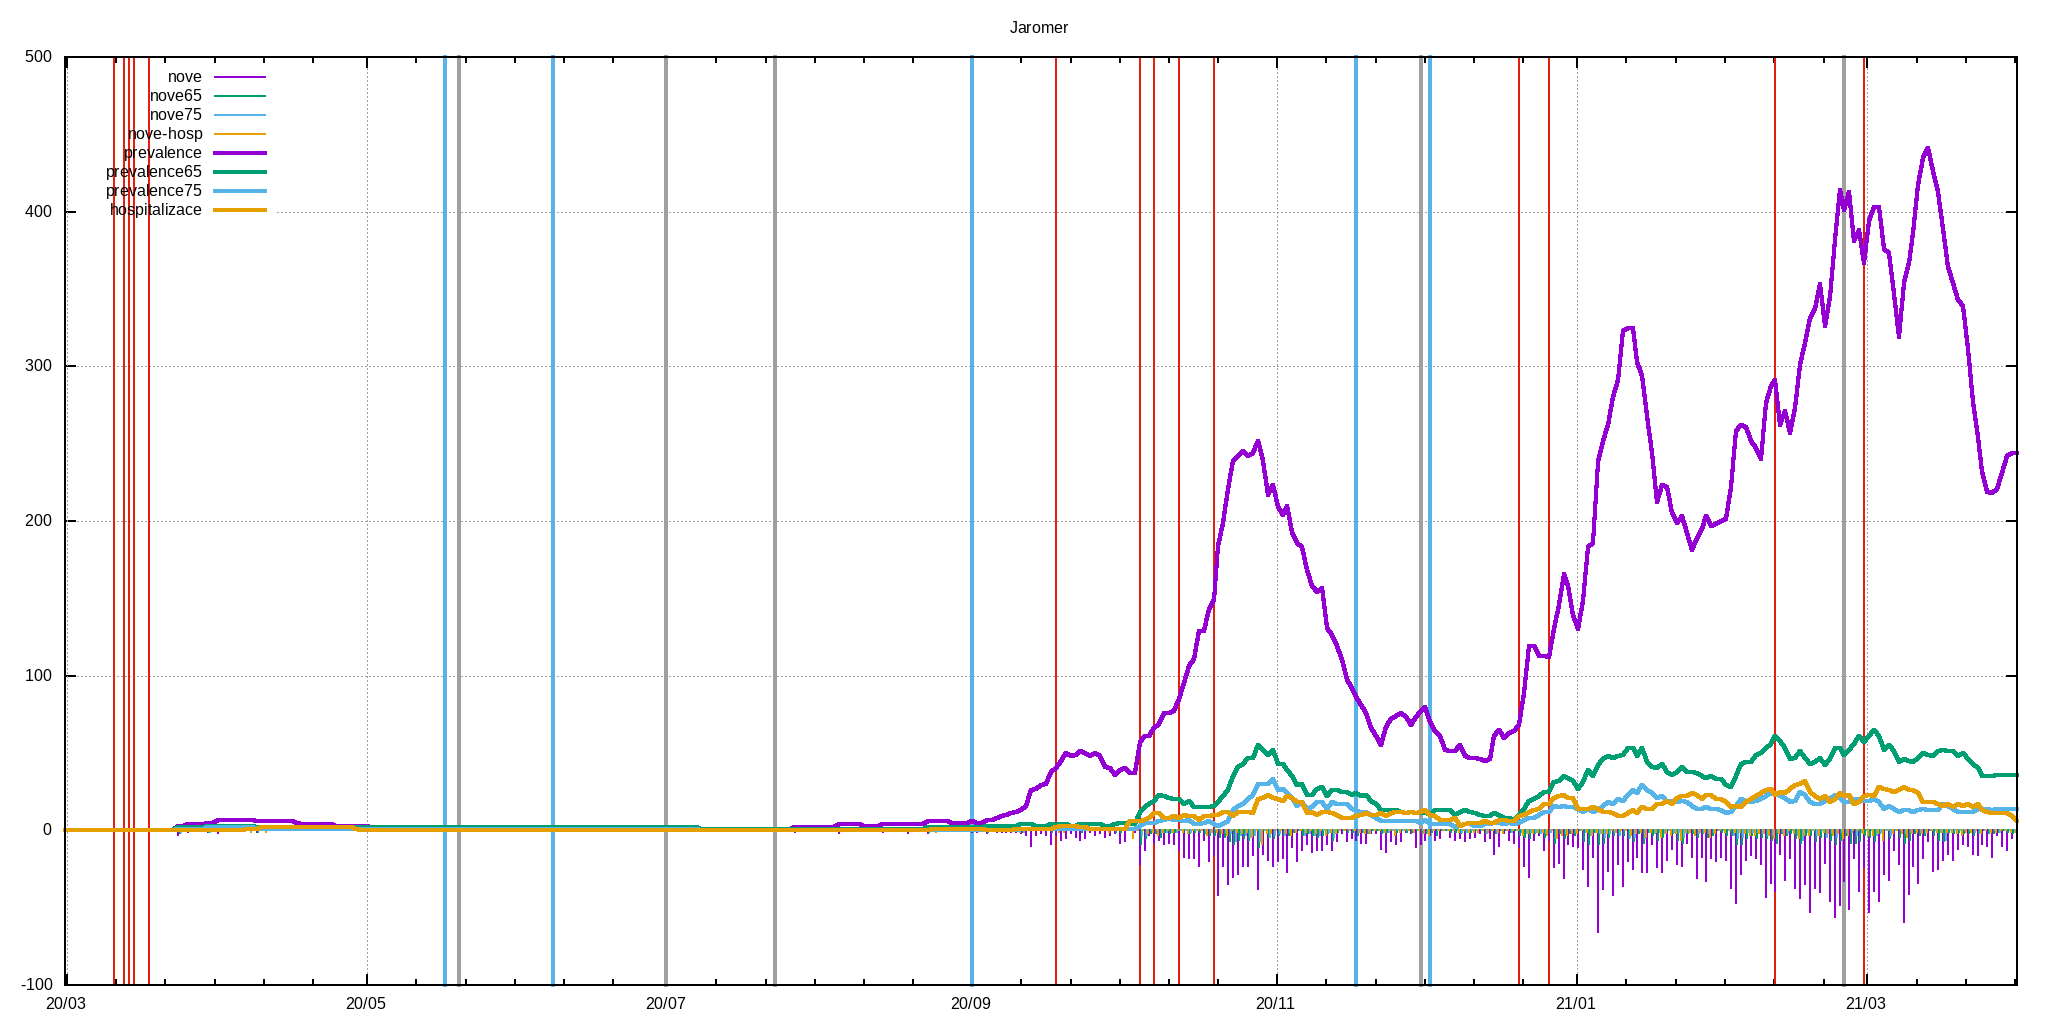 Jaromer
500
nove
nove65
nove75
nove-hosp
prevalence
prevalence65
prevalence75
hospitalizace
400
300
200
100
0
-100
20/03 20/05 20/07 20/09 20/11 21/01 21/03